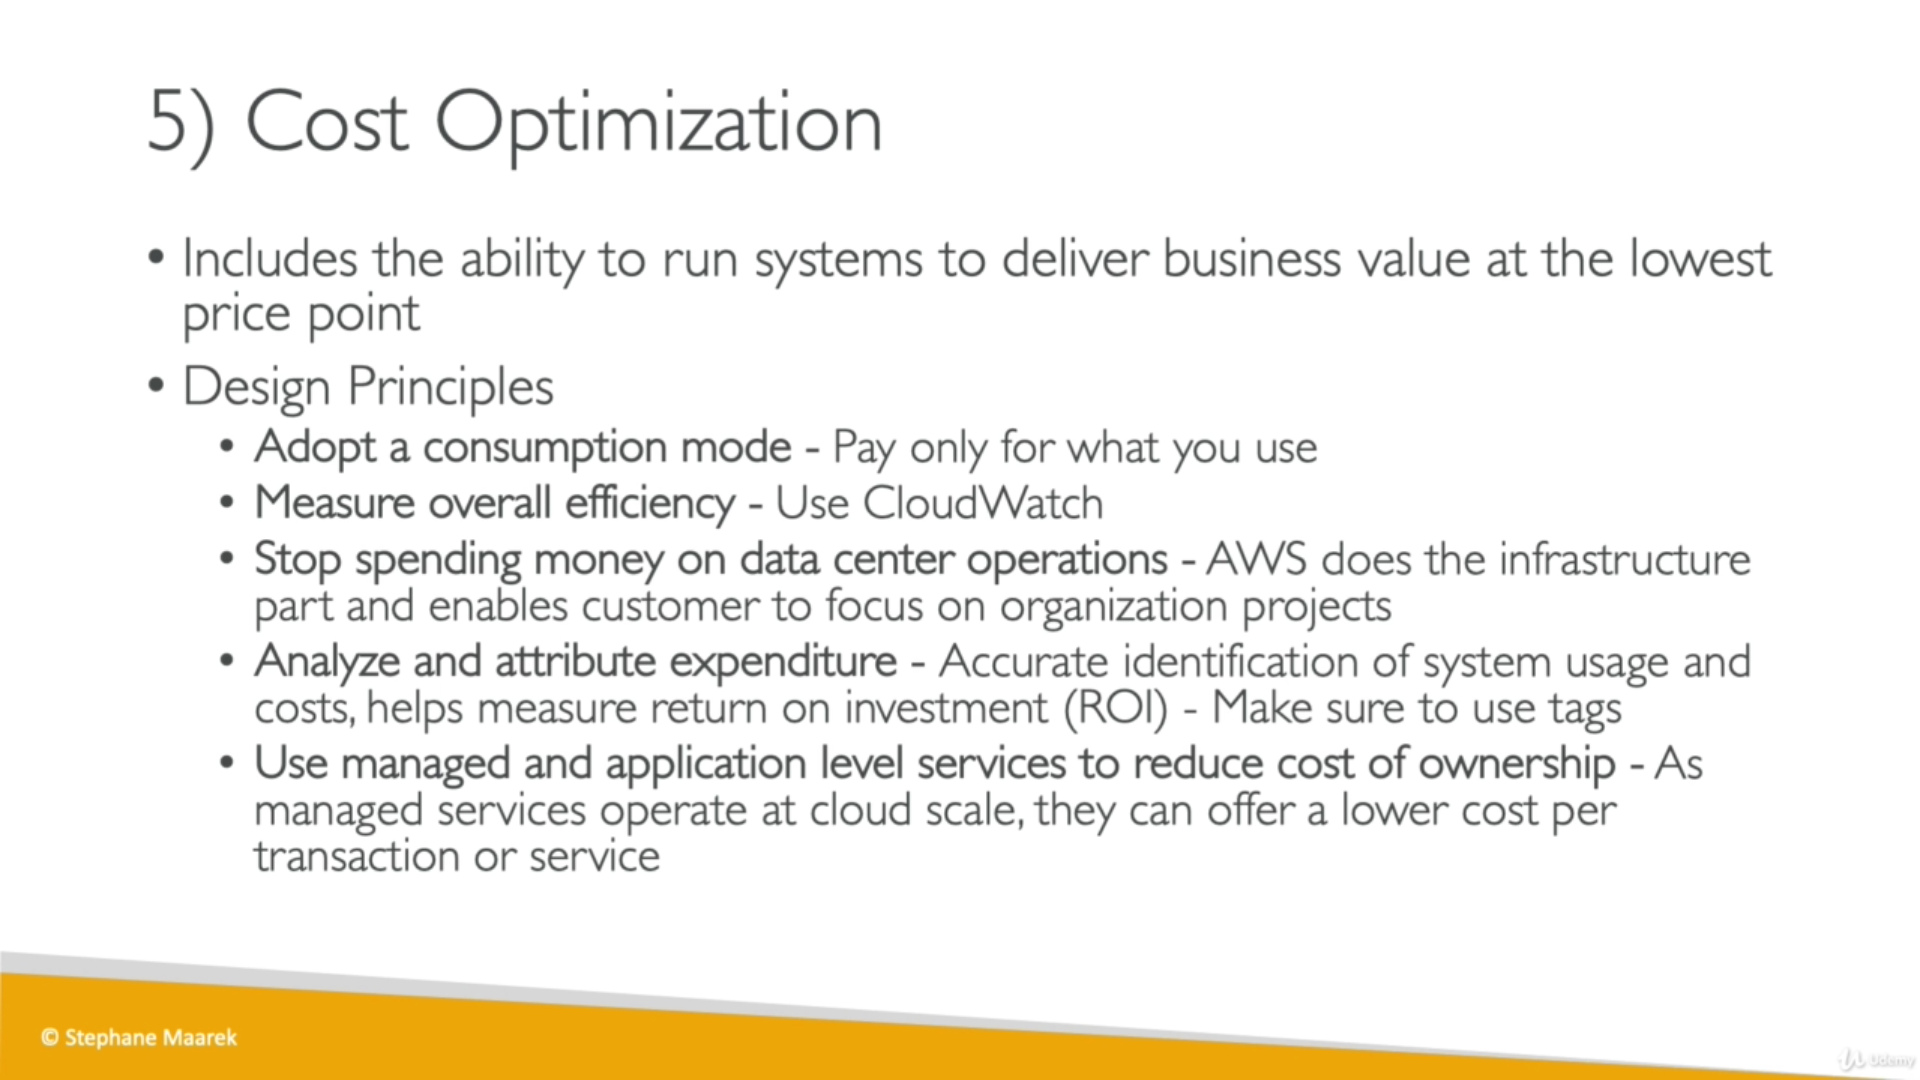 5) Cost Optimization
• Includes the ability to run systems to deliver business value at the lowest
price point
• Design Principles
• Adopt a consumption mode - Pay only for what you use
• Measure overall efficiency - Use CloudWatch
• Stop spending money on data center operations - AWS does the infrastructure
part and enables customer to focus on organization projects
• Analyze and attribute expenditure - Accurate identification of system usage and
costs, helps measure return on investment (ROI) - Make sure to use tags
• Use managed and application level services to reduce cost of ownership - As
managed services operate at cloud scale, they can offer a lower cost per
transaction or service
© Stephane Maarek
Udemy